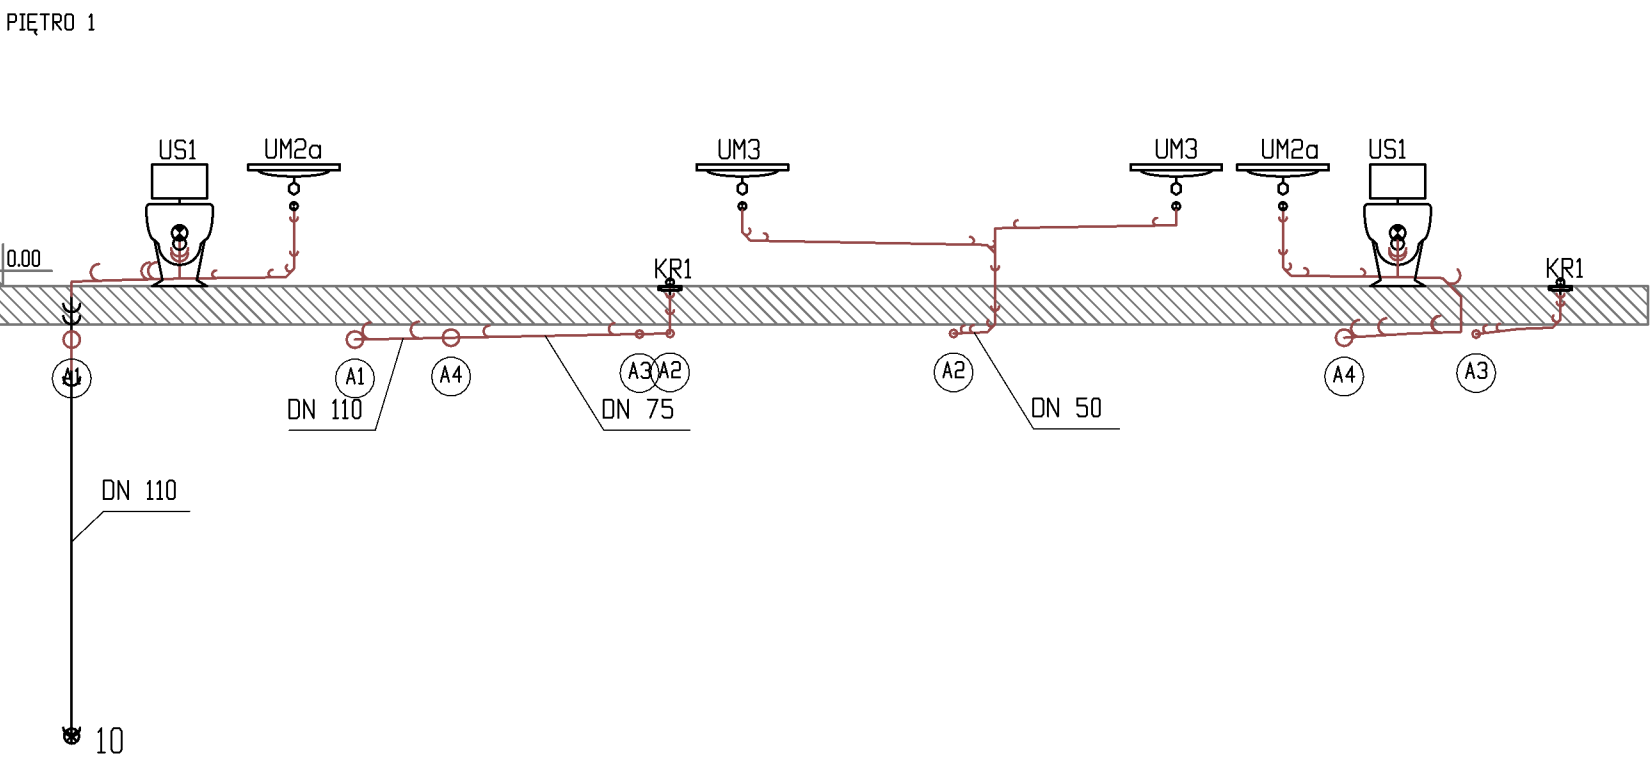 PIĘTRO 1
US1 UM2a UM3 UM3 UM2a US1
0.00 KR1 KR1
A1 A1 A4 A3 A2 A2 A4 A3
DN 110 DN 75 DN 50
DN 110
10